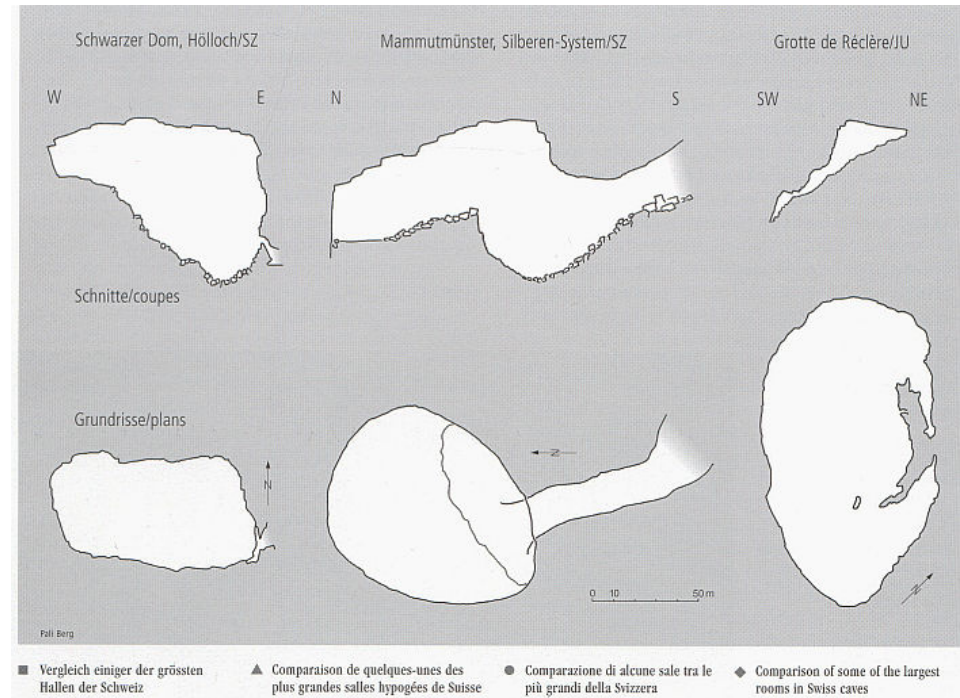 Schwarzer Dom, Hölloch/SZ
Mammutmünster, Silberen-System/SZ
Grotte de Réclère/JU
W E
N S
SW NE
Schnitte/coupes
Grundrisse/plans
N
N
N
0 10 50 m
Pali Berg
■ Vergleich einiger der grössten
Hallen der Schweiz
▲ Comparaison de quelques-unes des
plus grandes salles hypogées de Suisse
● Comparazione di alcune sale tra le
più grandi della Svizzera
◆ Comparison of some of the largest
rooms in Swiss caves